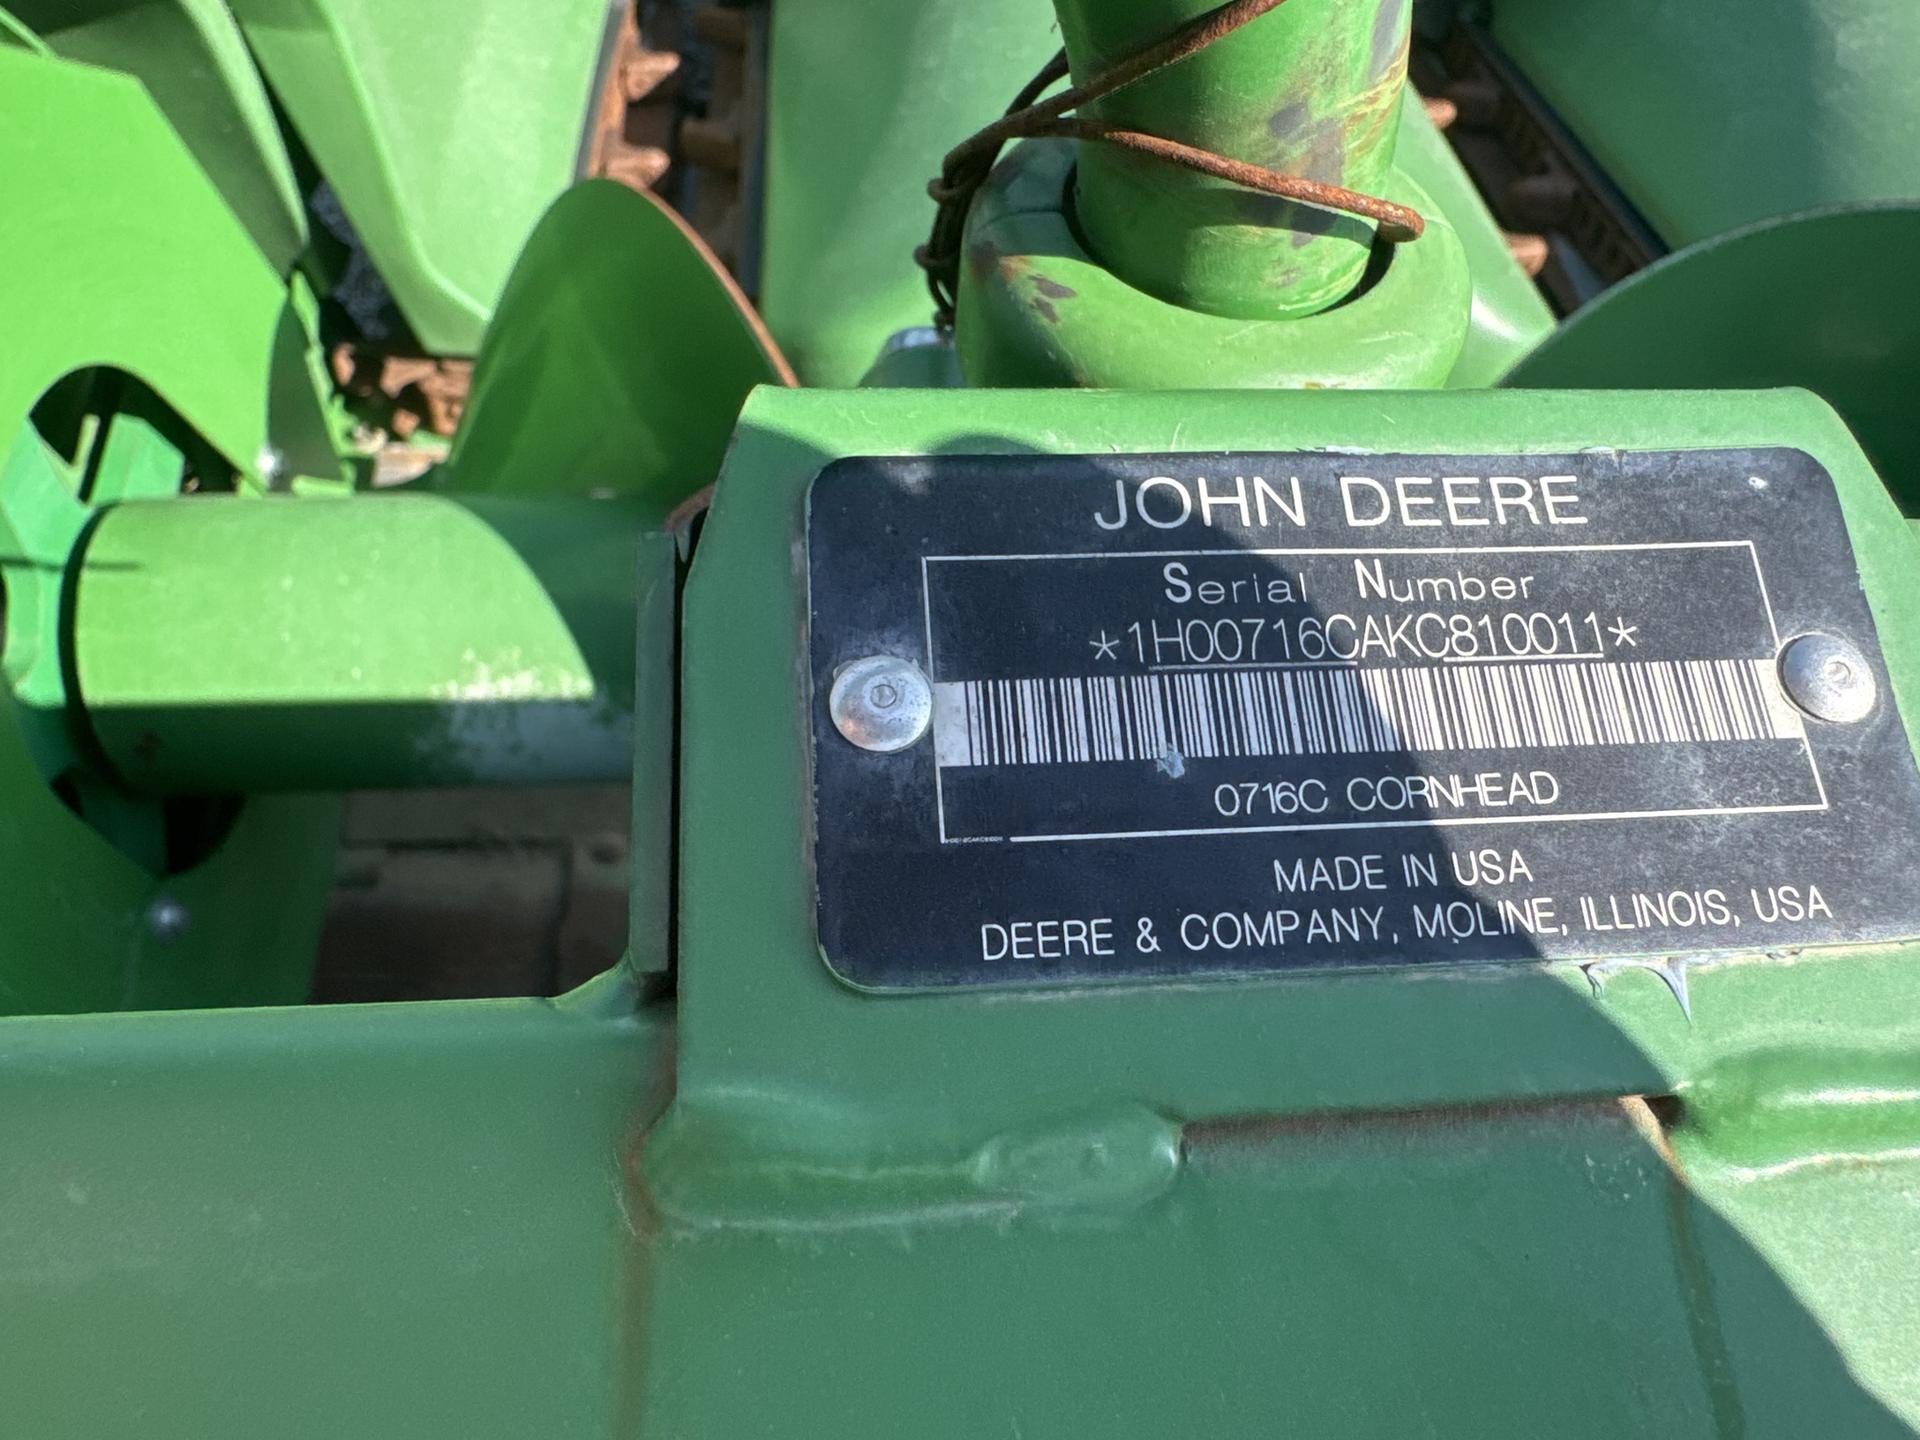 JOHN DEERE
Serial Number
*1H00716CAKC810011*
0716C CORNHEAD
MADE IN USA
DEERE & COMPANY, MOLINE, ILLINOIS, USA